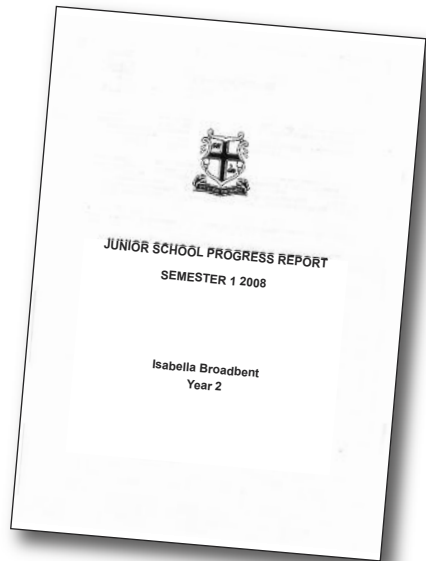 JUNIOR SCHOOL PROGRESS REPORT
SEMESTER 1 2008
Isabella Broadbent
Year 2